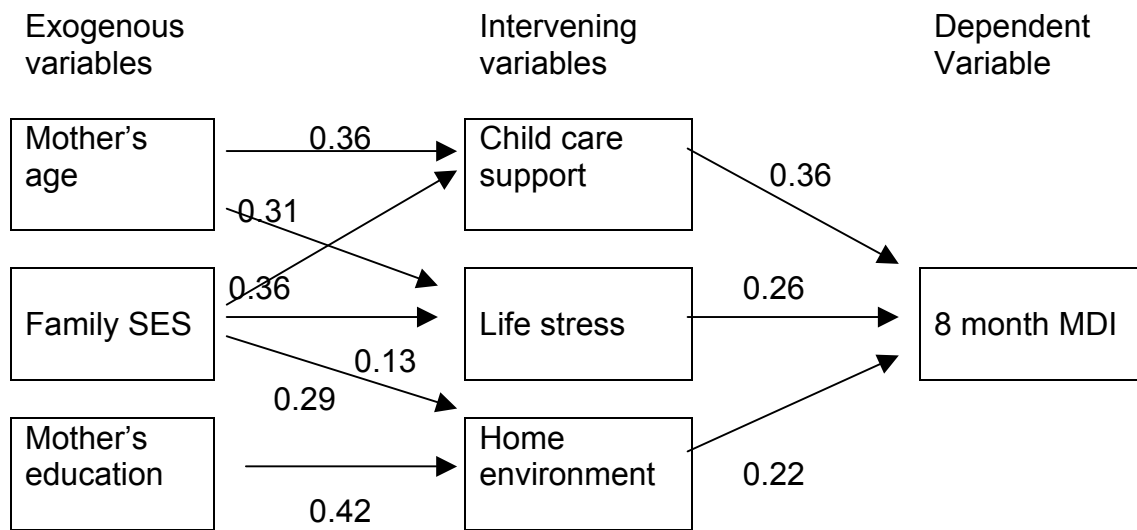 Exogenous
variables
Intervening
variables
Dependent
Variable
Mother’s
age
0.36
Child care
support
0.36
0.31
Family SES
0.36
Life stress
0.26
8 month MDI
0.13
0.29
Mother’s
education
Home
environment
0.22
0.42